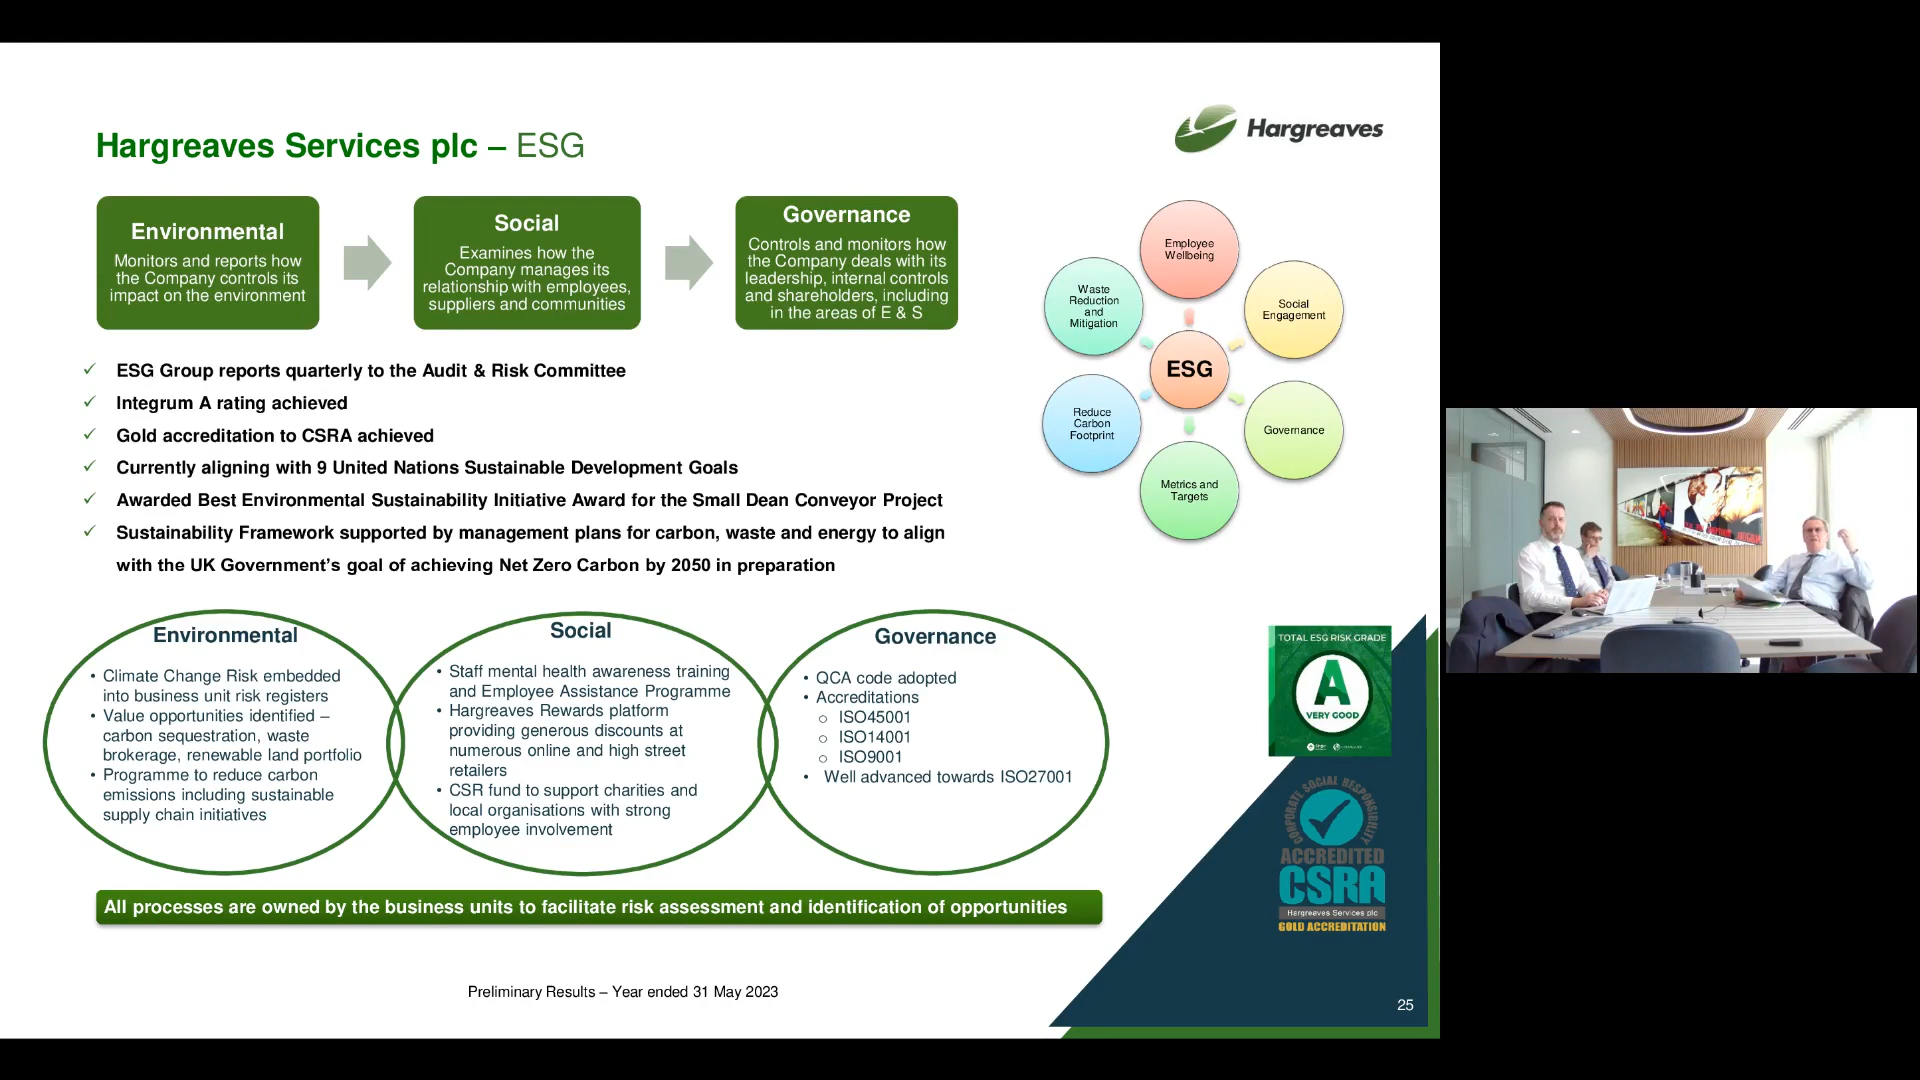 Hargreaves Services plc – ESG
Hargreaves
Environmental
Monitors and reports how
the Company controls its
impact on the environment
Social
Examines how the
Company manages its
relationship with employees,
suppliers and communities
Governance
Controls and monitors how
the Company deals with its
leadership, internal controls
and shareholders, including
in the areas of E & S
Employee
Wellbeing
Social
Engagement
Governance
Metrics and
Targets
Reduce
Carbon
Footprint
Waste
Reduction
and
Mitigation
ESG
✓ ESG Group reports quarterly to the Audit & Risk Committee
✓ Integrum A rating achieved
✓ Gold accreditation to CSRA achieved
✓ Currently aligning with 9 United Nations Sustainable Development Goals
✓ Awarded Best Environmental Sustainability Initiative Award for the Small Dean Conveyor Project
✓ Sustainability Framework supported by management plans for carbon, waste and energy to align
with the UK Government’s goal of achieving Net Zero Carbon by 2050 in preparation
Environmental
• Climate Change Risk embedded
into business unit risk registers
• Value opportunities identified –
carbon sequestration, waste
brokerage, renewable land portfolio
• Programme to reduce carbon
emissions including sustainable
supply chain initiatives
Social
• Staff mental health awareness training
and Employee Assistance Programme
• Hargreaves Rewards platform
providing generous discounts at
numerous online and high street
retailers
• CSR fund to support charities and
local organisations with strong
employee involvement
Governance
• QCA code adopted
• Accreditations
o ISO45001
o ISO14001
o ISO9001
• Well advanced towards ISO27001
TOTAL ESG RISK GRADE
A
VERY GOOD
CORPORATE SOCIAL RESPONSIBILITY
ACCREDITED
CSRA
Hargreaves Services plc
GOLD ACCREDITATION
All processes are owned by the business units to facilitate risk assessment and identification of opportunities
Preliminary Results – Year ended 31 May 2023
25